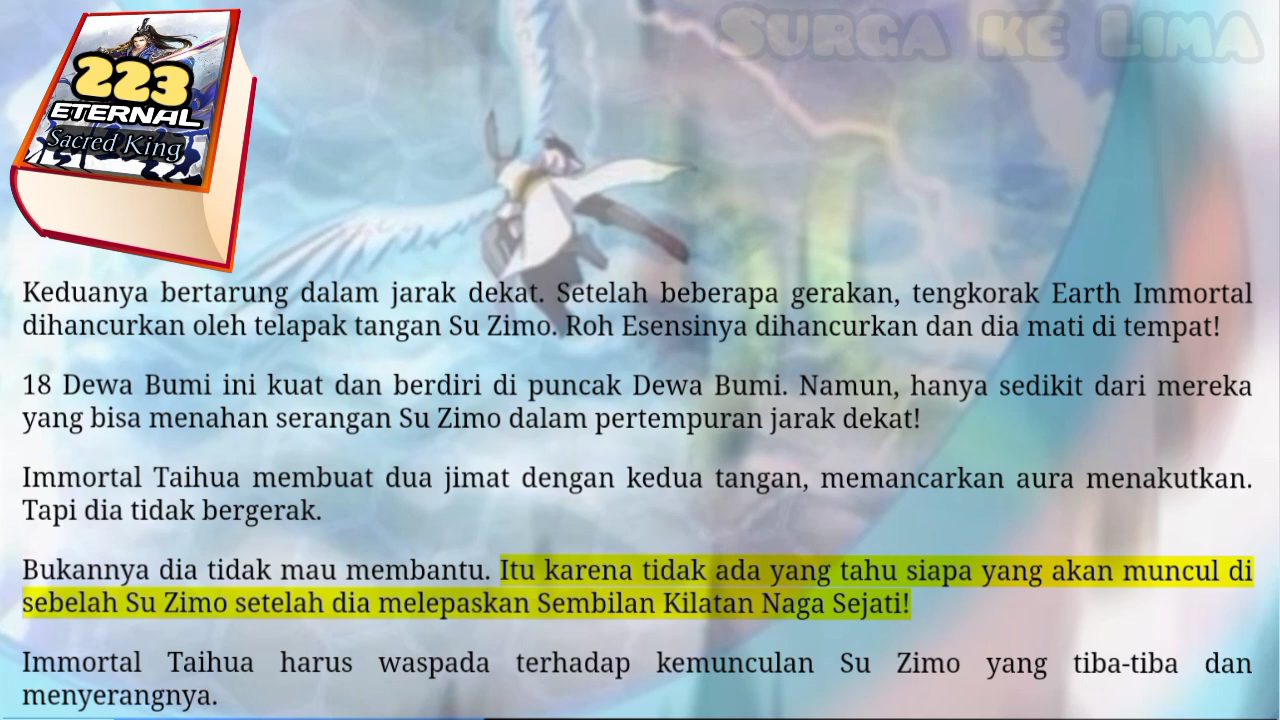 Surga ke Lima
223
ETERNAL
Sacred King
Keduanya bertarung dalam jarak dekat. Setelah beberapa gerakan, tengkorak Earth Immortal
dihancurkan oleh telapak tangan Su Zimo. Roh Esensinya dihancurkan dan dia mati di tempat!
18 Dewa Bumi ini kuat dan berdiri di puncak Dewa Bumi. Namun, hanya sedikit dari mereka
yang bisa menahan serangan Su Zimo dalam pertempuran jarak dekat!
Immortal Taihua membuat dua jimat dengan kedua tangan, memancarkan aura menakutkan.
Tapi dia tidak bergerak.
Bukannya dia tidak mau membantu. Itu karena tidak ada yang tahu siapa yang akan muncul di
sebelah Su Zimo setelah dia melepaskan Sembilan Kilatan Naga Sejati!
Immortal Taihua harus waspada terhadap kemunculan Su Zimo yang tiba-tiba dan
menyerangnya.